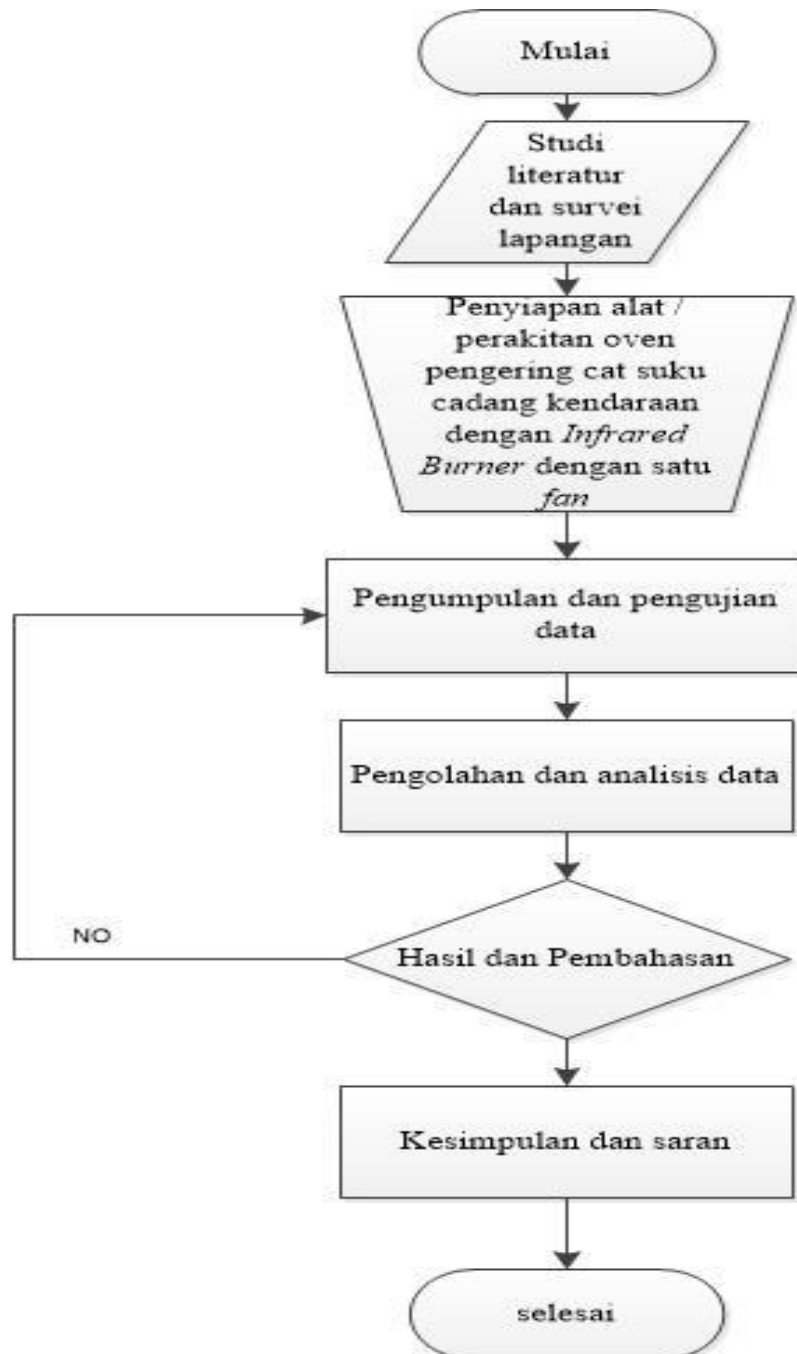 Mulai
Studi
literatur
dan survei
lapangan
Penyiapan alat /
perakitan oven
pengering cat suku
cadang kendaraan
dengan Infrared
Burner dengan satu
fan
Pengumpulan dan pengujian
data
Pengolahan dan analisis data
NO
Hasil dan Pembahasan
Kesimpulan dan saran
selesai